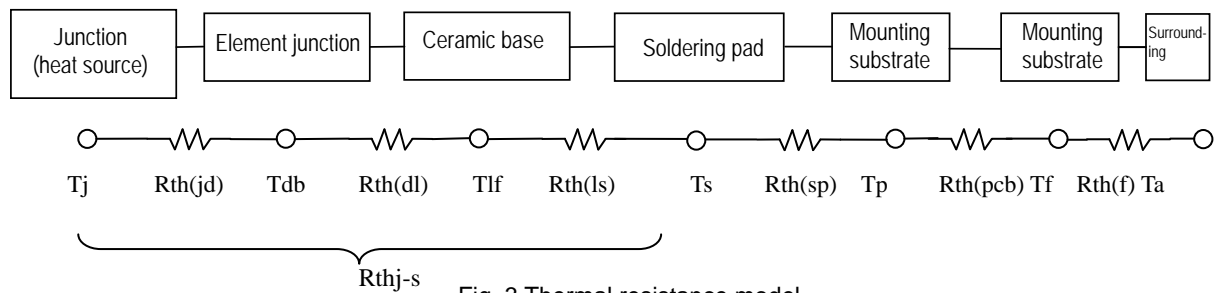 Junction
(heat source)
Element junction
Ceramic base
Soldering pad
Mounting
substrate
Mounting
substrate
Surround-
ing
Tj Rth(jd) Tdb Rth(dl) Tlf Rth(ls) Ts Rth(sp) Tp Rth(pcb) Tf Rth(f) Ta
Rthj-s
Fig. 3 Thermal resistance model